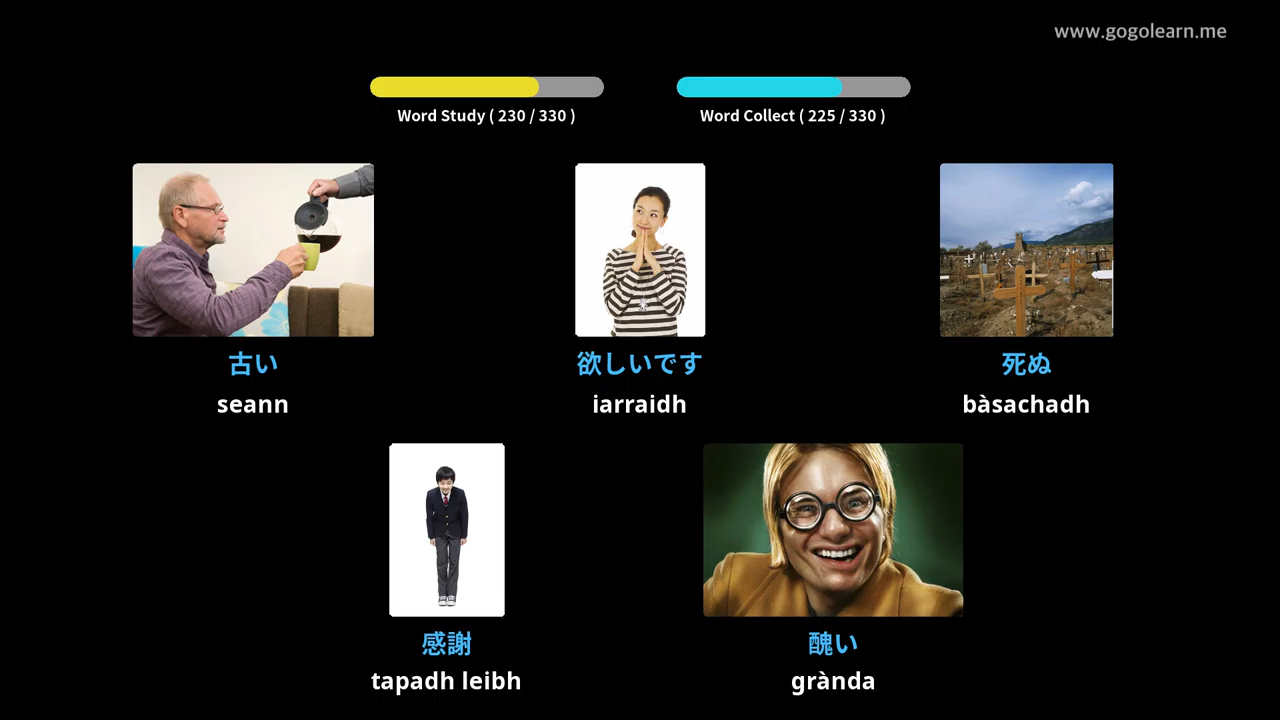 www.gogolearn.me
Word Study ( 230 / 330 )
Word Collect ( 225 / 330 )
古い
欲しいです
死ぬ
seann
iarraidh
bàsachadh
感謝
醜い
tapadh leibh
grànda